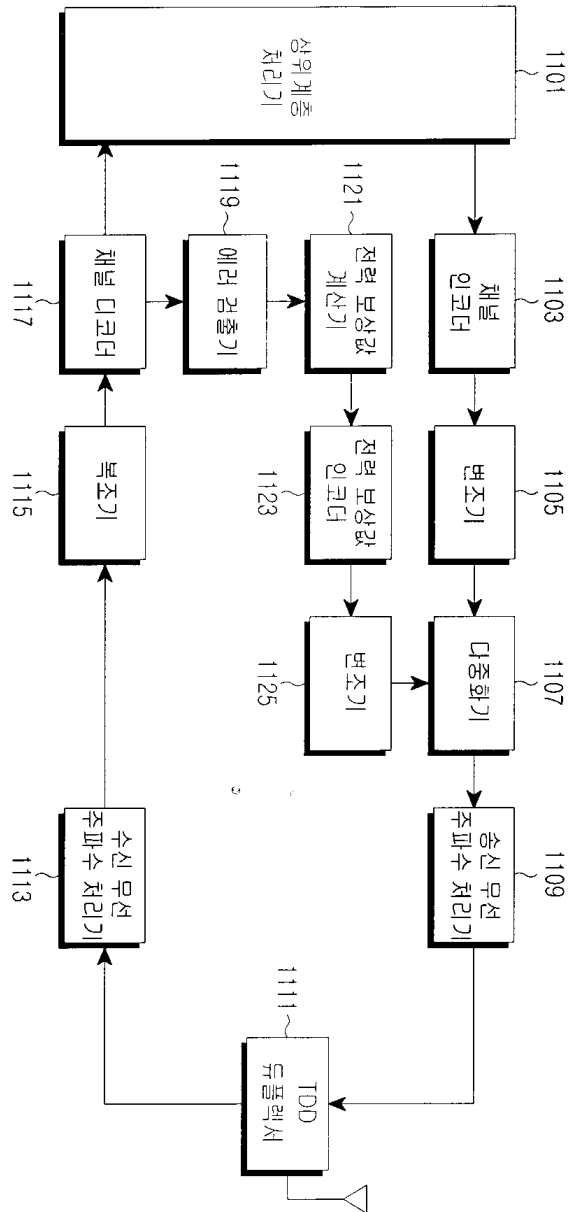 1101
상위계층
처리기
1103
채널
인코더
1105
변조기
1107
다중화기
1109
송신 무선
주파수 처리기
1111
TDD
듀플렉서
1113
수신 무선
주파수 처리기
1115
복조기
1117
채널 디코더
1119
에러 검출기
1121
전력 보상값
계산기
1123
전력 보상값
인코더
1125
변조기